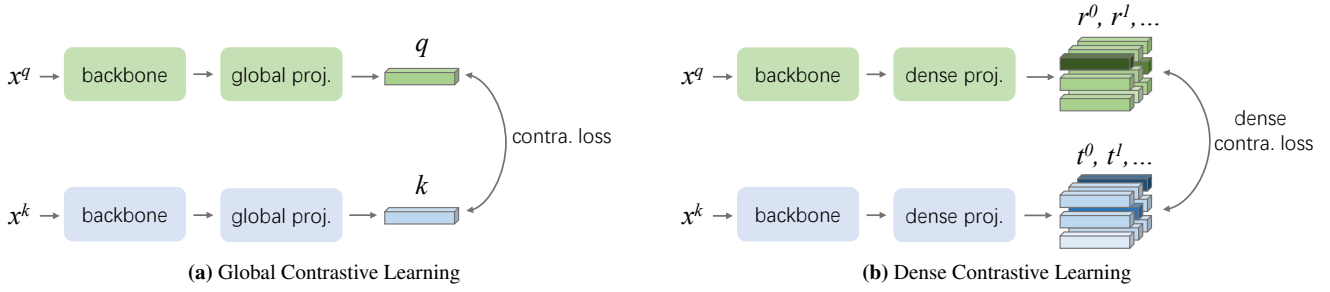 x^q backbone global proj. q
contra. loss
x^k backbone global proj. k
(a) Global Contrastive Learning
x^q backbone dense proj. r^0, r^1,...
dense
contra. loss
x^k backbone dense proj. t^0, t^1,...
(b) Dense Contrastive Learning